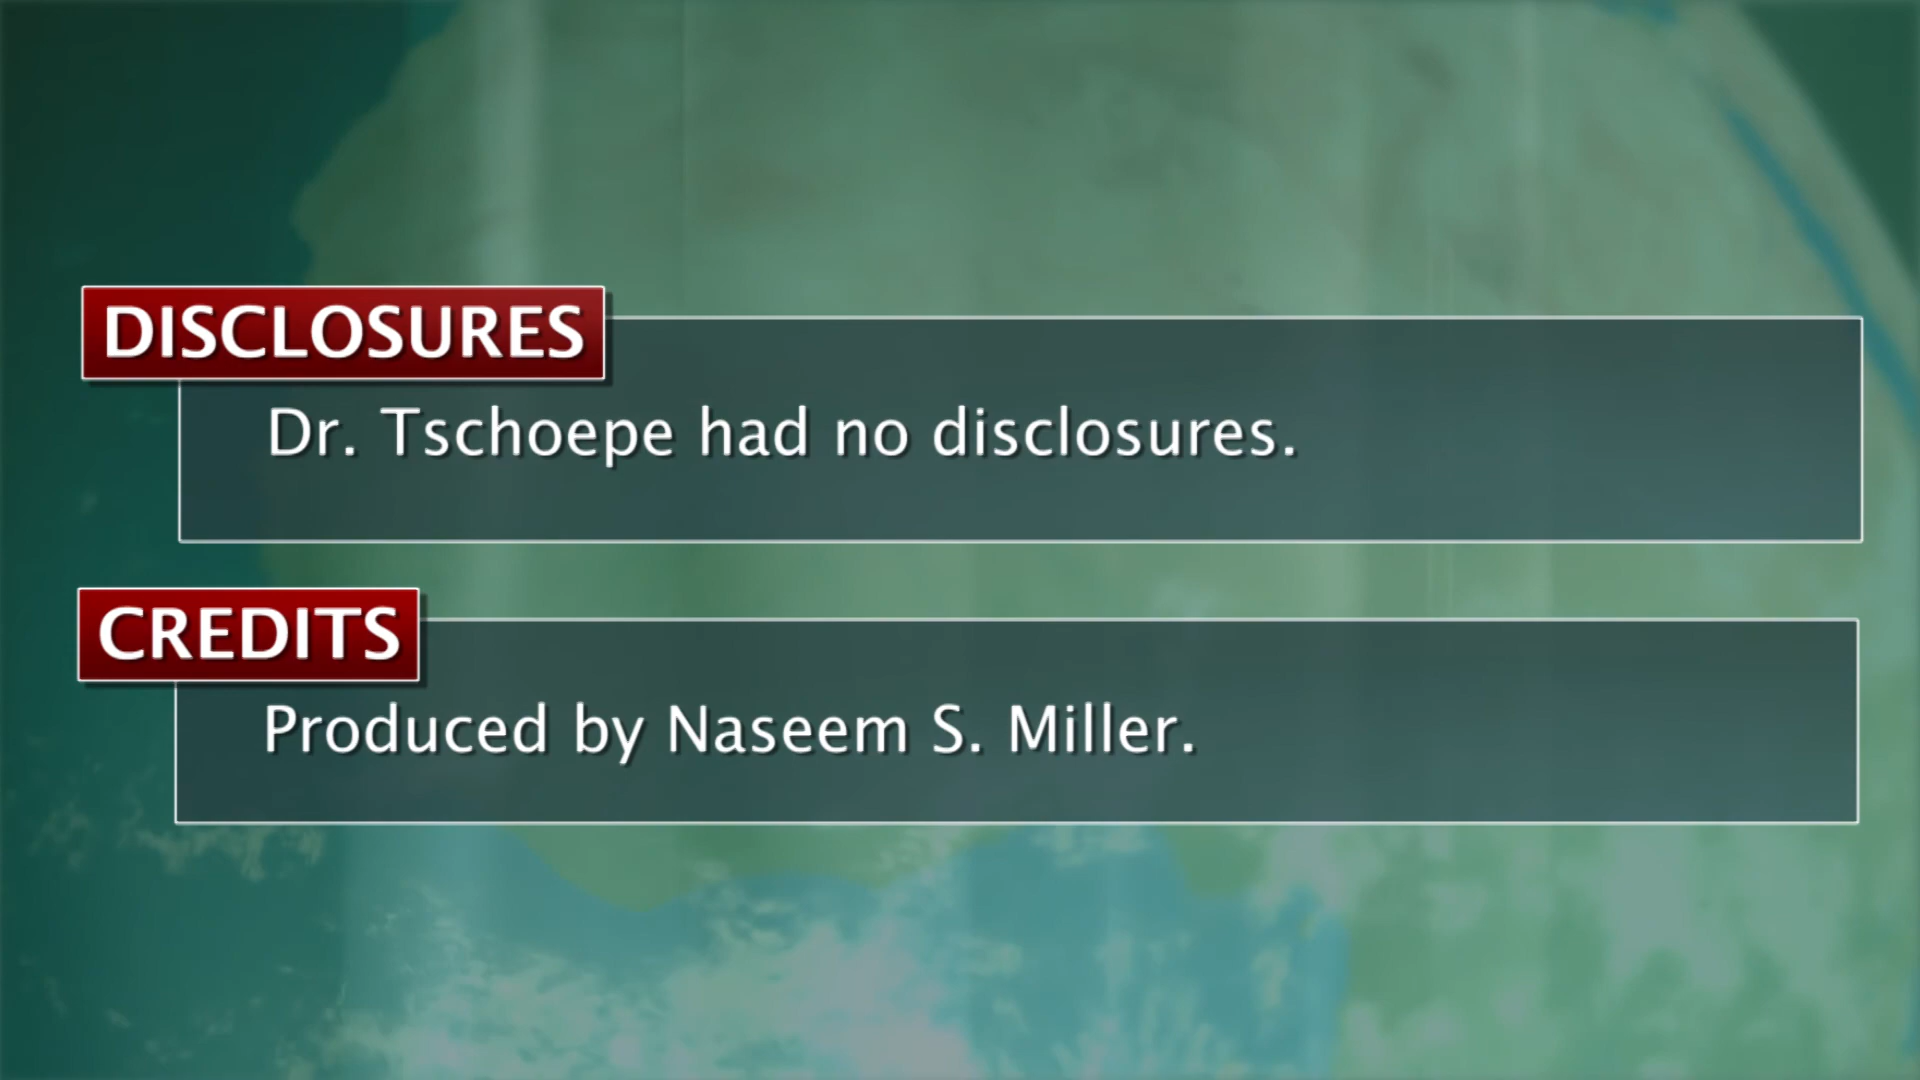 DISCLOSURES
Dr. Tschoepe had no disclosures.
CREDITS
Produced by Naseem S. Miller.